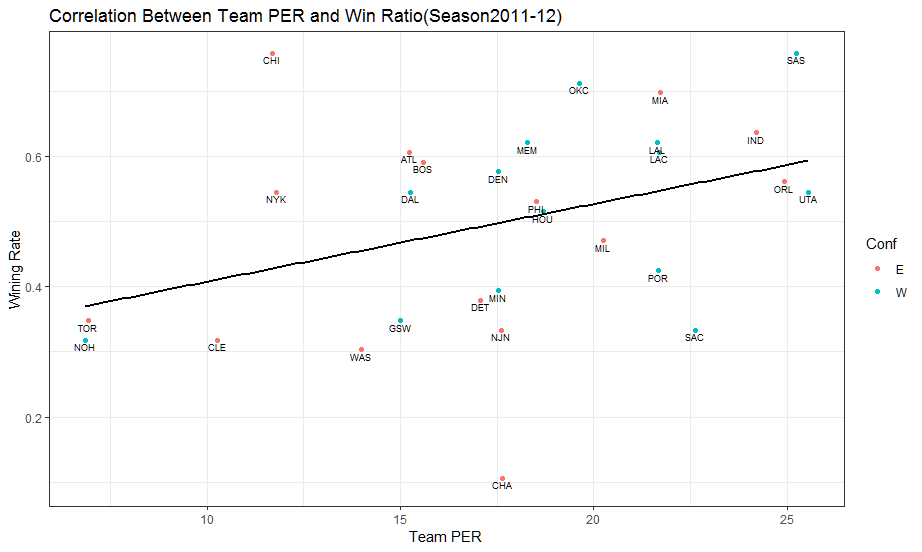 Correlation Between Team PER and Win Ratio(Season2011-12)
CHI
SAS
OKC
MIA
IND
MEM
LAL
LAC
ATL
BOS
DEN
ORL
NYK
DAL
UTA
PHI
HOU
MIL
POR
MIN
DET
TOR
GSW
NJN
SAC
NOH
CLE
WAS
CHA
0.6
0.4
0.2
Wining Rate
10
15
20
25
Team PER
Conf
E
W